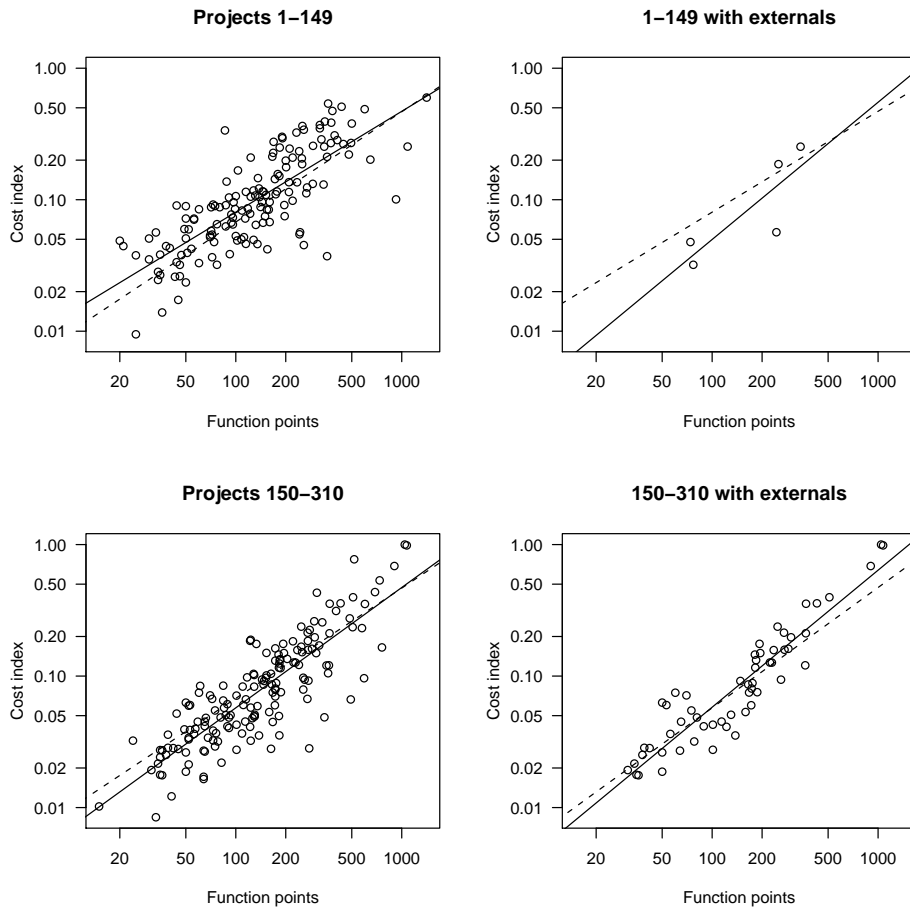 Projects 1−149
1.00
0.50
0.20
0.10
0.05
0.02
0.01
Cost index
20 50 100 200 500 1000
Function points
1−149 with externals
1.00
0.50
0.20
0.10
0.05
0.02
0.01
Cost index
20 50 100 200 500 1000
Function points
Projects 150−310
1.00
0.50
0.20
0.10
0.05
0.02
0.01
Cost index
20 50 100 200 500 1000
Function points
150−310 with externals
1.00
0.50
0.20
0.10
0.05
0.02
0.01
Cost index
20 50 100 200 500 1000
Function points